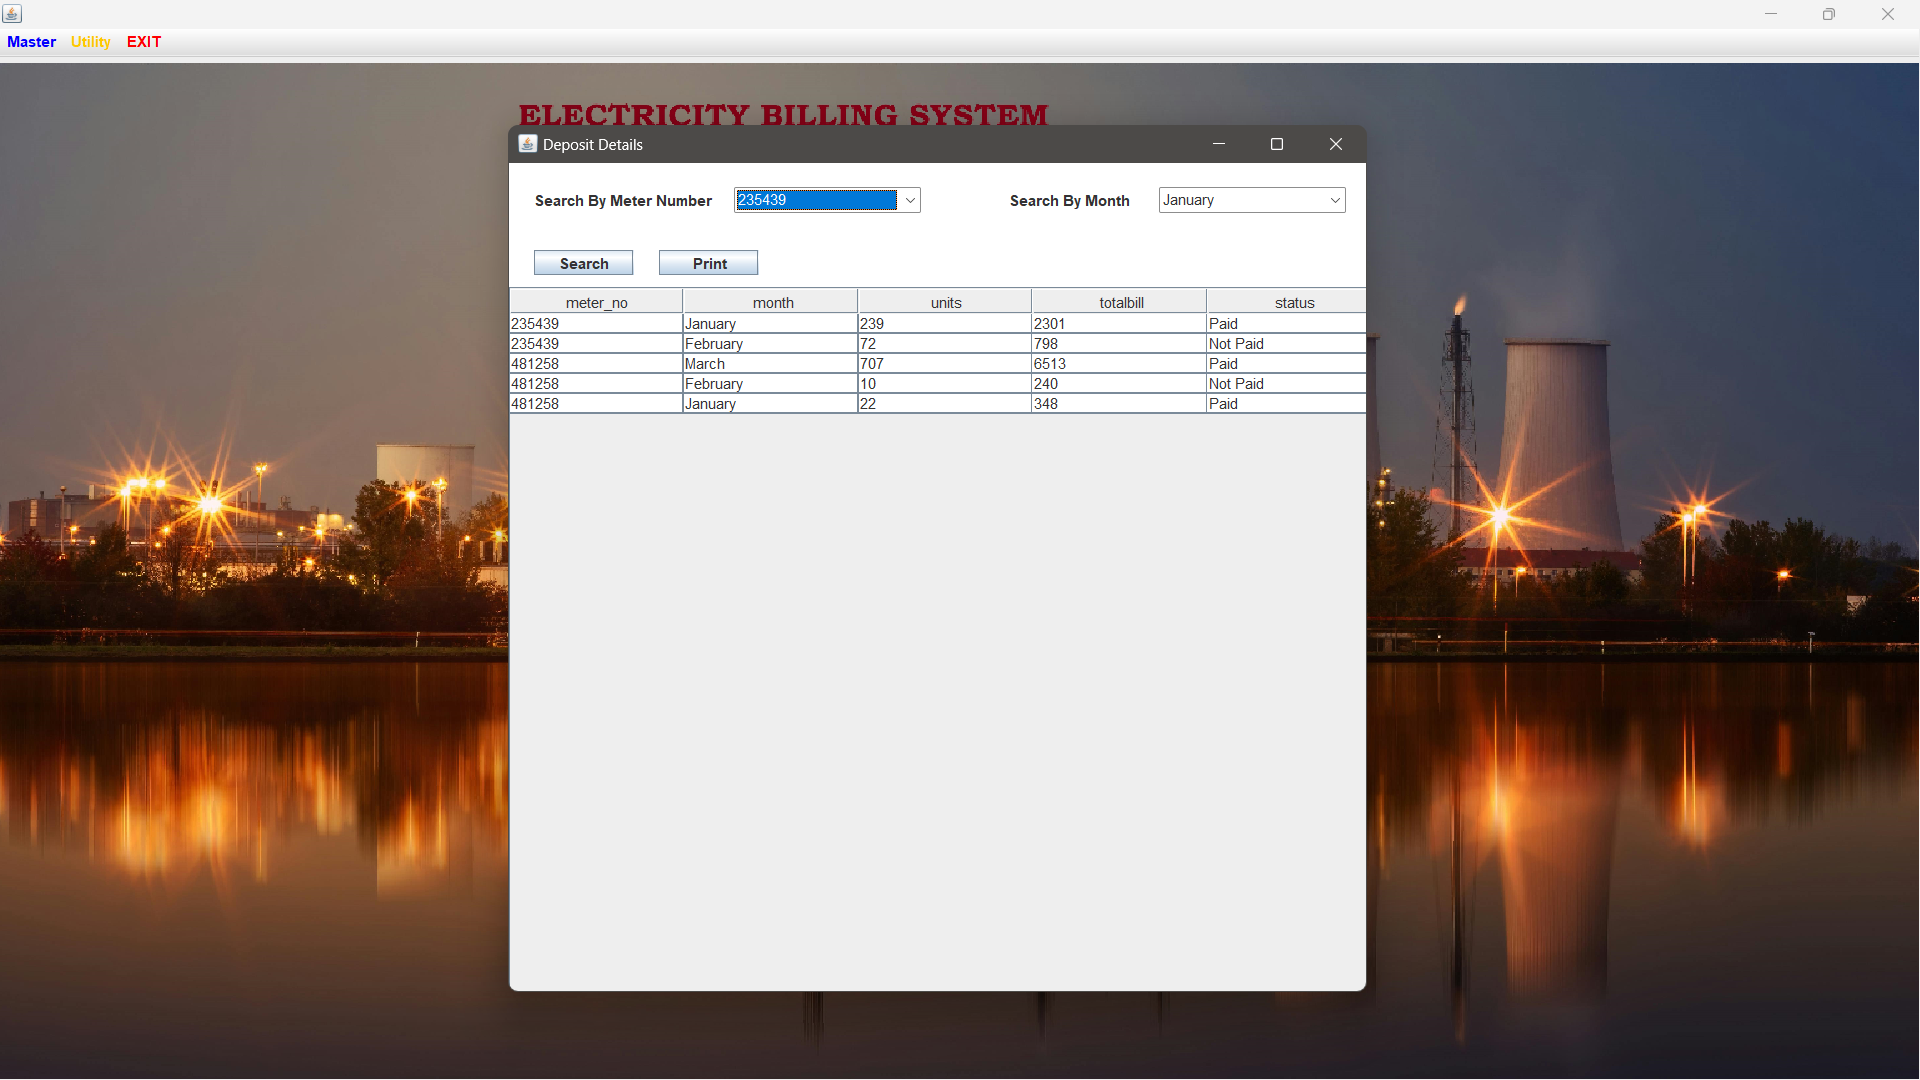 Master Utility EXIT
ELECTRICITY BILLING SYSTEM
Deposit Details
Search By Meter Number 235439 Search By Month January
Search Print
meter_no month units totalbill status
235439 January 239 2301 Paid
235439 February 72 798 Not Paid
481258 March 707 6513 Paid
481258 February 10 240 Not Paid
481258 January 22 348 Paid